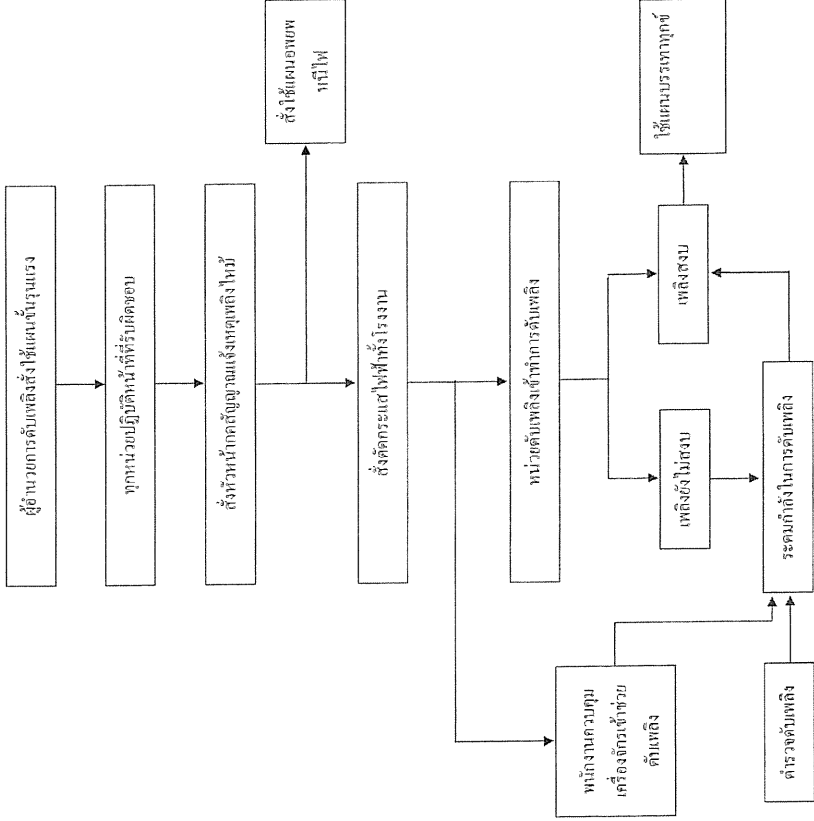 ผู้อำนวยการดับเพลิงสั่งใช้แผนขั้นรุนแรง
ทุกหน่วยปฏิบัติหน้าที่ที่รับผิดชอบ
สั่งหัวหน้ากดสัญญาณแจ้งเหตุเพลิงไหม้
สั่งใช้แผนอพยพ
หนีไฟ
สั่งตัดกระแสไฟฟ้าทั้งโรงงาน
หน่วยดับเพลิงเข้าทำการดับเพลิง
พนักงานควบคุม
เครื่องจักรเข้าช่วย
ดับเพลิง
เพลิงยังไม่สงบ
เพลิงสงบ
ใช้แผนบรรเทาทุกข์
ระดมกำลังในการดับเพลิง
ตำรวจดับเพลิง